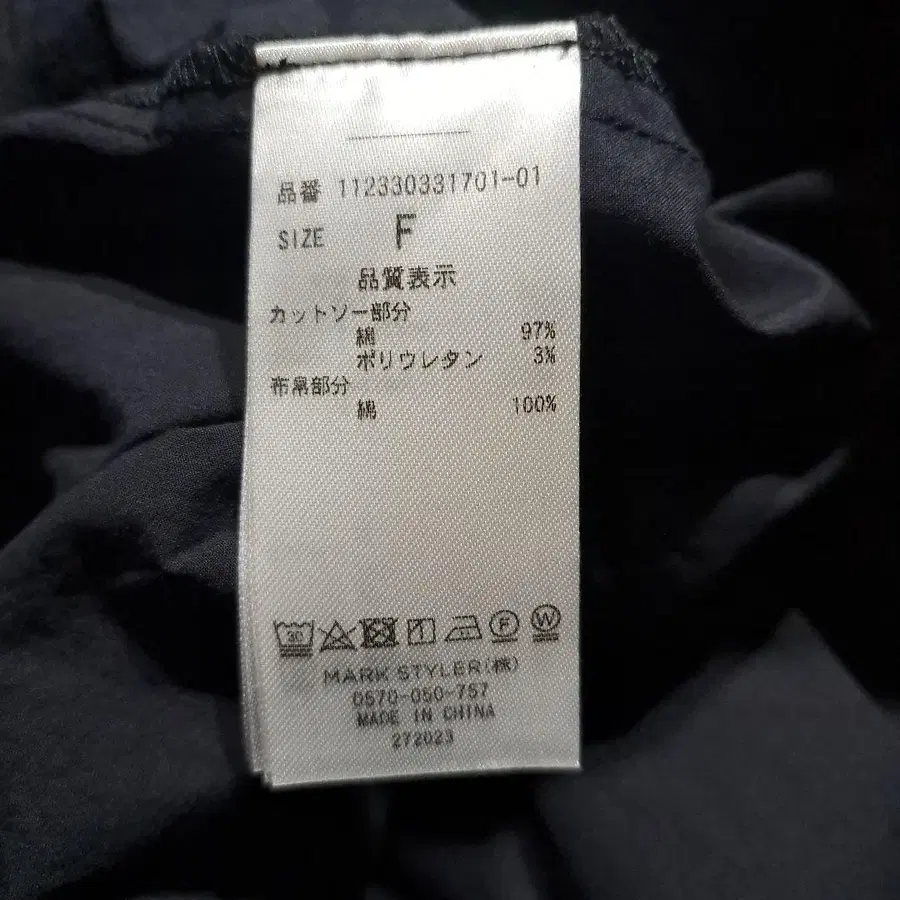 品番 112330331701-01
SIZE F
品質表示
カットソー部分
綿 97%
ポリウレタン 3%
布帛部分
綿 100%
30 F W
MARK STYLER(株)
0570-050-757
MADE IN CHINA
272023